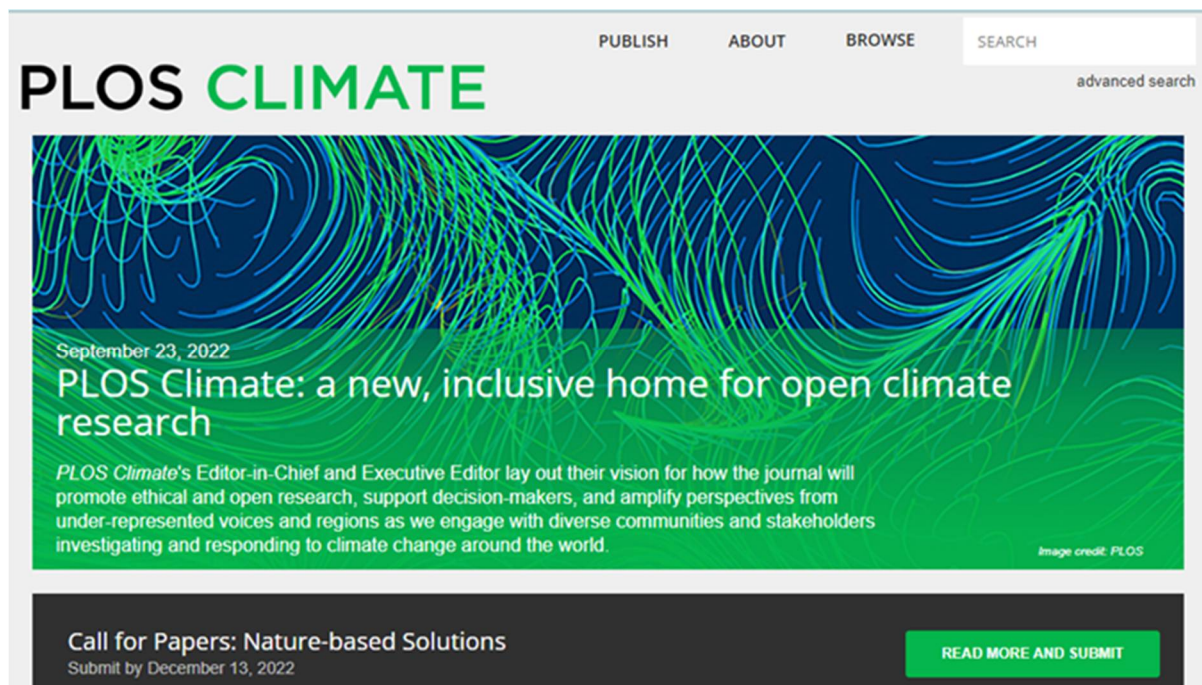 PUBLISH ABOUT BROWSE SEARCH
advanced search
PLOS CLIMATE
September 23, 2022
PLOS Climate: a new, inclusive home for open climate
research
PLOS Climate's Editor-in-Chief and Executive Editor lay out their vision for how the journal will
promote ethical and open research, support decision-makers, and amplify perspectives from
under-represented voices and regions as we engage with diverse communities and stakeholders
investigating and responding to climate change around the world.
Image credit: PLOS
Call for Papers: Nature-based Solutions
Submit by December 13, 2022
READ MORE AND SUBMIT